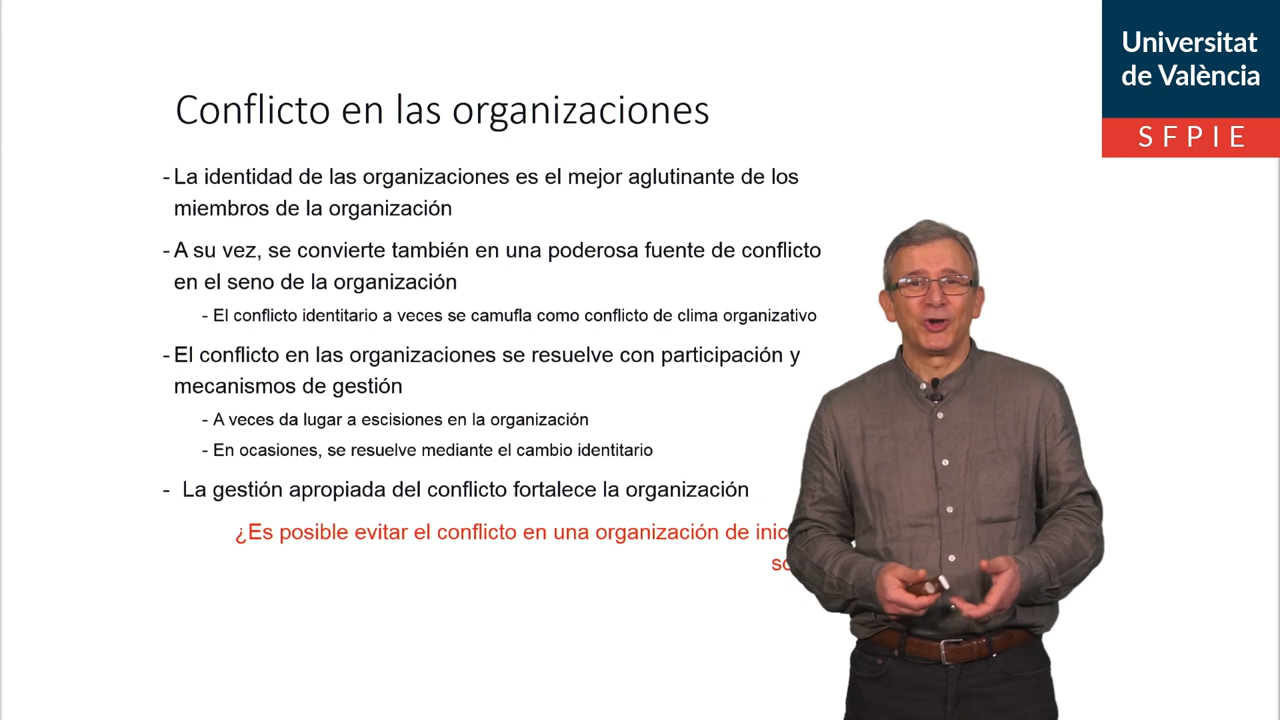 Universitat
de València
SFPIE
Conflicto en las organizaciones
- La identidad de las organizaciones es el mejor aglutinante de los
miembros de la organización
- A su vez, se convierte también en una poderosa fuente de conflicto
en el seno de la organización
- El conflicto identitario a veces se camufla como conflicto de clima organizativo
- El conflicto en las organizaciones se resuelve con participación y
mecanismos de gestión
- A veces da lugar a escisiones en la organización
- En ocasiones, se resuelve mediante el cambio identitario
- La gestión apropiada del conflicto fortalece la organización
¿Es posible evitar el conflicto en una organización de